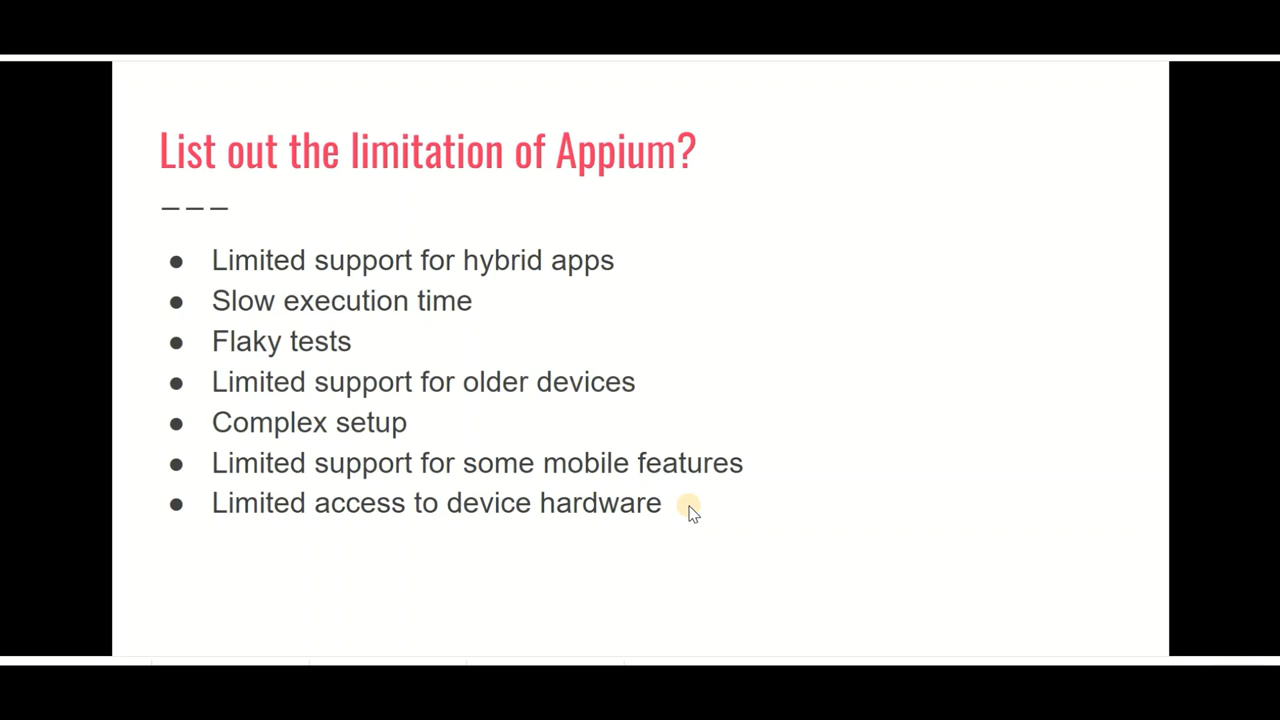 List out the limitation of Appium?
● Limited support for hybrid apps
● Slow execution time
● Flaky tests
● Limited support for older devices
● Complex setup
● Limited support for some mobile features
● Limited access to device hardware